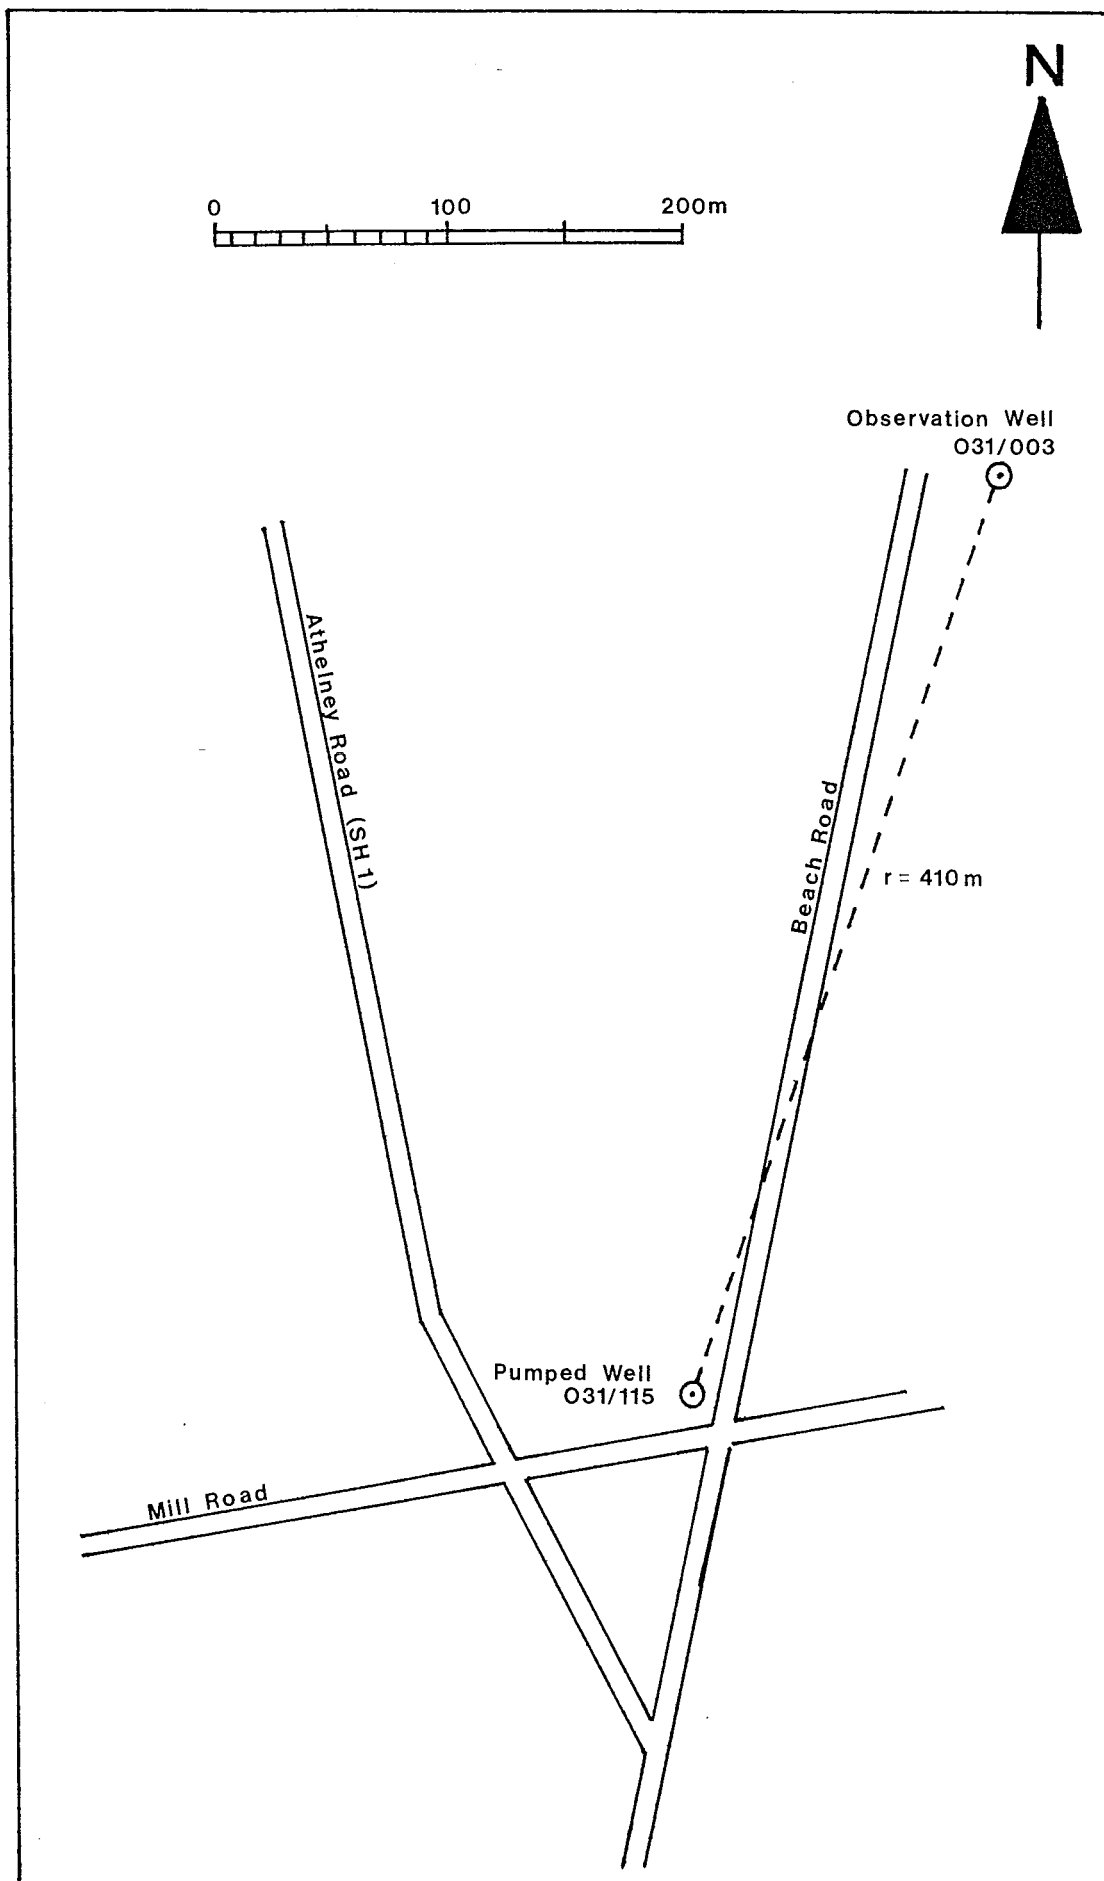 N
0 100 200m
Observation Well
O31/003
Athelney Road (SH 1)
Beach Road
r = 410 m
Pumped Well
O31/115
Mill Road